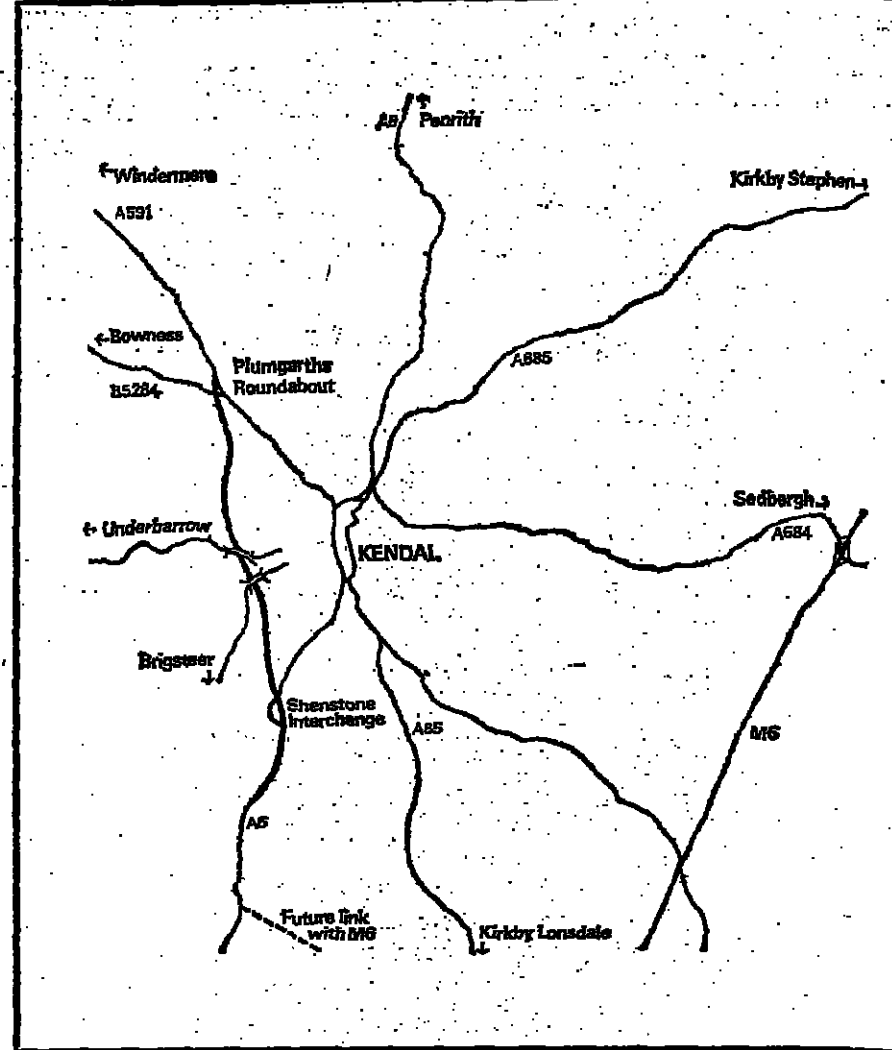 A6 Penrith
Windermere
Kirkby Stephen
A591
Bowness
Plumgarths
Roundabout
A685
B5284
Sedbergh
Underbarrow
A684
KENDAL
Brigsteer
Shenstone
Interchange
A65
M6
A6
Future link
with M6
Kirkby Lonsdale